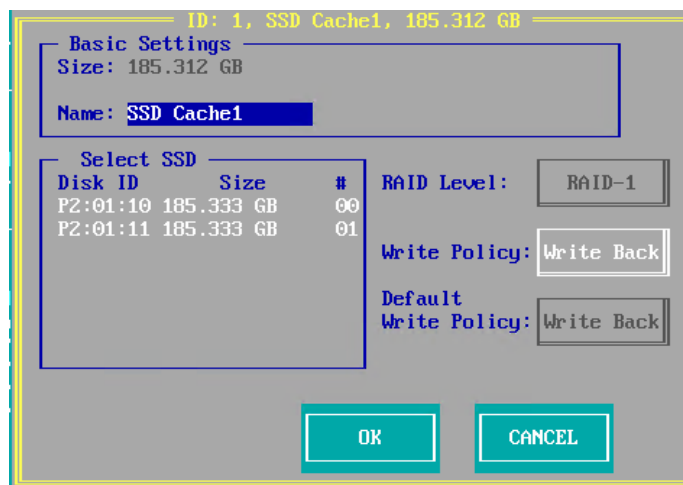 ID: 1, SSD Cache1, 185.312 GB
Basic Settings
Size: 185.312 GB
Name: SSD Cache1
Select SSD
Disk ID Size #
P2:01:10 185.333 GB 00
P2:01:11 185.333 GB 01
RAID Level: RAID-1
Write Policy: Write Back
Default
Write Policy: Write Back
OK CANCEL